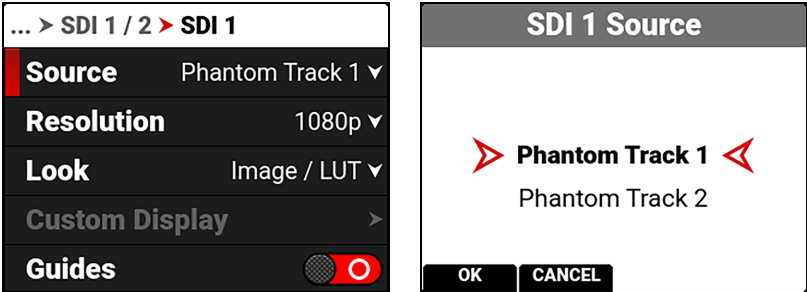 ... > SDI 1 / 2 > SDI 1
Source Phantom Track 1
Resolution 1080p
Look Image / LUT
Custom Display >
Guides
SDI 1 Source
Phantom Track 1
Phantom Track 2
OK CANCEL